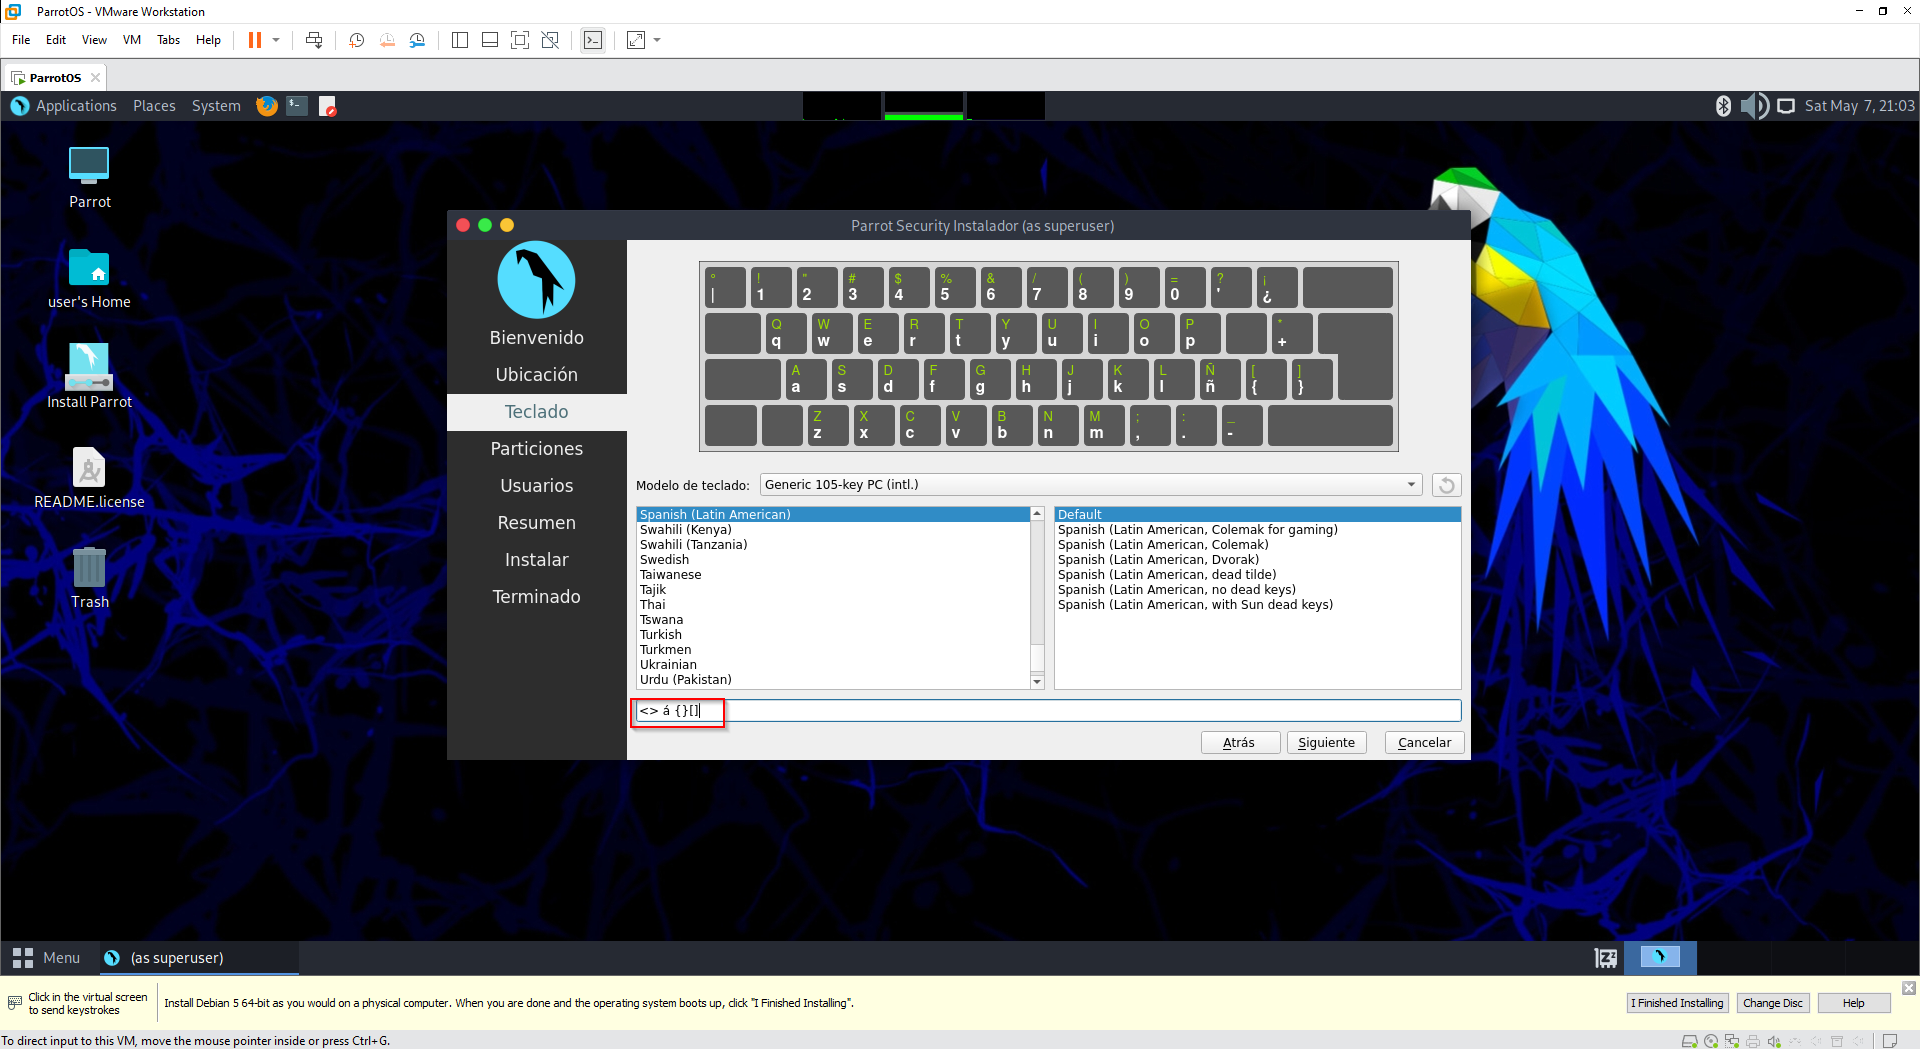 ParrotOS - VMware Workstation
File Edit View VM Tabs Help
ParrotOS
Applications Places System
Sat May 7, 21:03
Parrot
user's Home
Install Parrot
README.license
Trash
Parrot Security Instalador (as superuser)
Bienvenido
Ubicación
Teclado
Particiones
Usuarios
Resumen
Instalar
Terminado
° ! " # $ % & / ( ) = ? ¡
| 1 2 3 4 5 6 7 8 9 0 ' ¿
Q W E R T Y U I O P *
q w e r t y u i o p +
A S D F G H J K L Ñ [ ]
a s d f g h j k l ñ { }
Z X C V B N M ; : _
z x c v b n m , . -
Modelo de teclado: Generic 105-key PC (intl.)
Spanish (Latin American)
Swahili (Kenya)
Swahili (Tanzania)
Swedish
Taiwanese
Tajik
Thai
Tswana
Turkish
Turkmen
Ukrainian
Urdu (Pakistan)
Default
Spanish (Latin American, Colemak for gaming)
Spanish (Latin American, Colemak)
Spanish (Latin American, Dvorak)
Spanish (Latin American, dead tilde)
Spanish (Latin American, no dead keys)
Spanish (Latin American, with Sun dead keys)
<> á {}[]
Atrás Siguiente Cancelar
Menu (as superuser)
Click in the virtual screen
to send keystrokes
Install Debian 5 64-bit as you would on a physical computer. When you are done and the operating system boots up, click "I Finished Installing".
I Finished Installing Change Disc Help
To direct input to this VM, move the mouse pointer inside or press Ctrl+G.